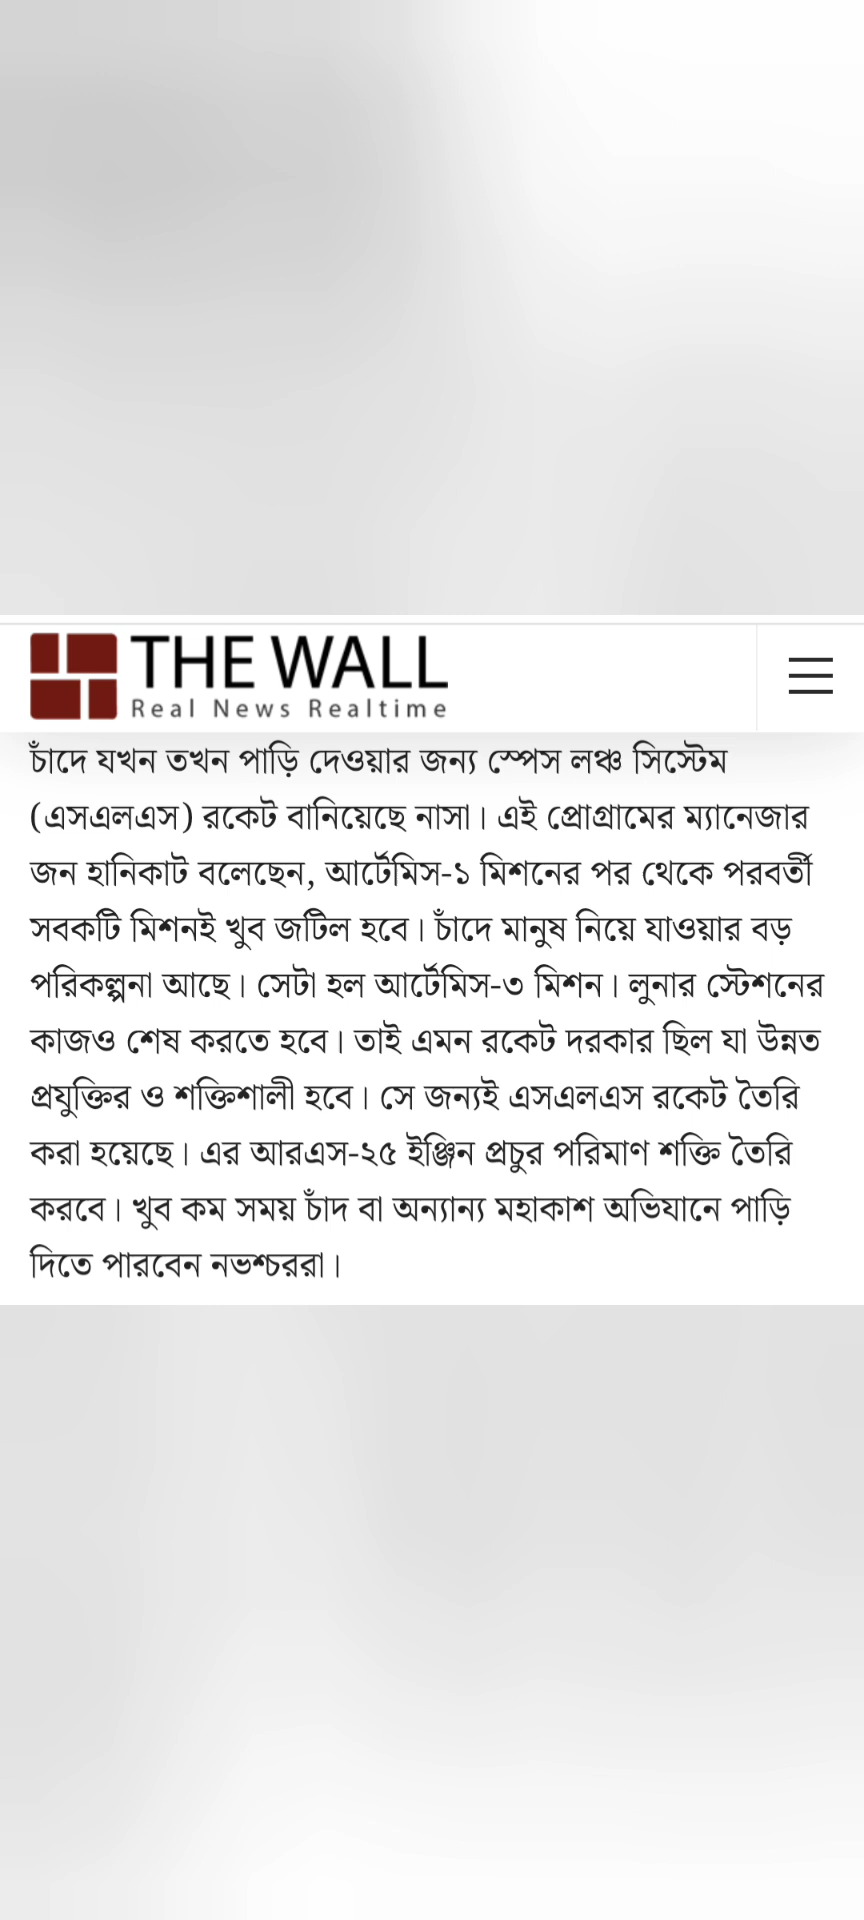 THE WALL
Real News Realtime
চাঁদে যখন তখন পাড়ি দেওয়ার জন্য স্পেস লঞ্চ সিস্টেম
(এসএলএস) রকেট বানিয়েছে নাসা। এই প্রোগ্রামের ম্যানেজার
জন হানিকাট বলেছেন, আর্টেমিস-১ মিশনের পর থেকে পরবর্তী
সবকটি মিশনই খুব জটিল হবে। চাঁদে মানুষ নিয়ে যাওয়ার বড়
পরিকল্পনা আছে। সেটা হল আর্টেমিস-৩ মিশন। লুনার স্টেশনের
কাজও শেষ করতে হবে। তাই এমন রকেট দরকার ছিল যা উন্নত
প্রযুক্তির ও শক্তিশালী হবে। সে জন্যই এসএলএস রকেট তৈরি
করা হয়েছে। এর আরএস-২৫ ইঞ্জিন প্রচুর পরিমাণ শক্তি তৈরি
করবে। খুব কম সময় চাঁদ বা অন্যান্য মহাকাশ অভিযানে পাড়ি
দিতে পারবেন নভশ্চররা।